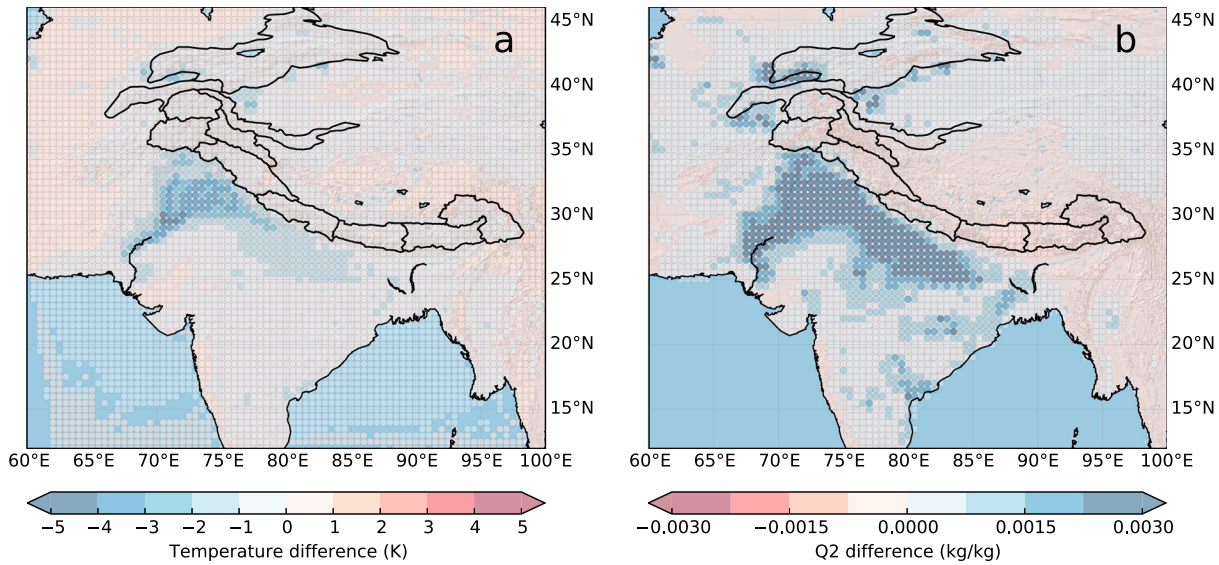 a
b
45°N
40°N
35°N
30°N
25°N
20°N
15°N
45°N
40°N
35°N
30°N
25°N
20°N
15°N
60°E 65°E 70°E 75°E 80°E 85°E 90°E 95°E 100°E
60°E 65°E 70°E 75°E 80°E 85°E 90°E 95°E 100°E
−5 −4 −3 −2 −1 0 1 2 3 4 5
Temperature difference (K)
−0.0030 −0.0015 0.0000 0.0015 0.0030
Q2 difference (kg/kg)